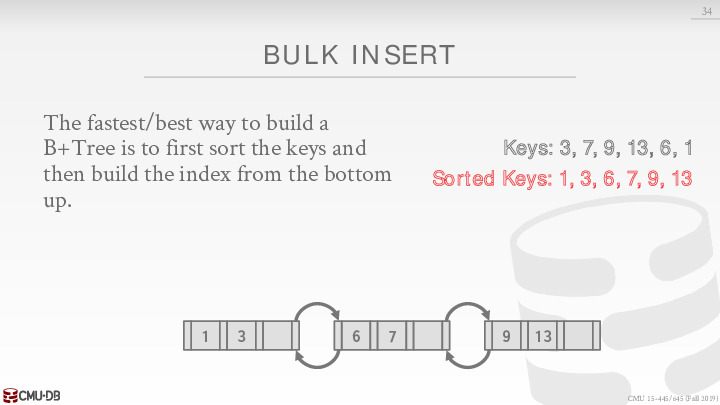 34
BULK INSERT
The fastest/best way to build a
B+Tree is to first sort the keys and
then build the index from the bottom
up.
Keys: 3, 7, 9, 13, 6, 1
Sorted Keys: 1, 3, 6, 7, 9, 13
1 3 6 7 9 13
CMU·DB
CMU 15-445/645 (Fall 2019)